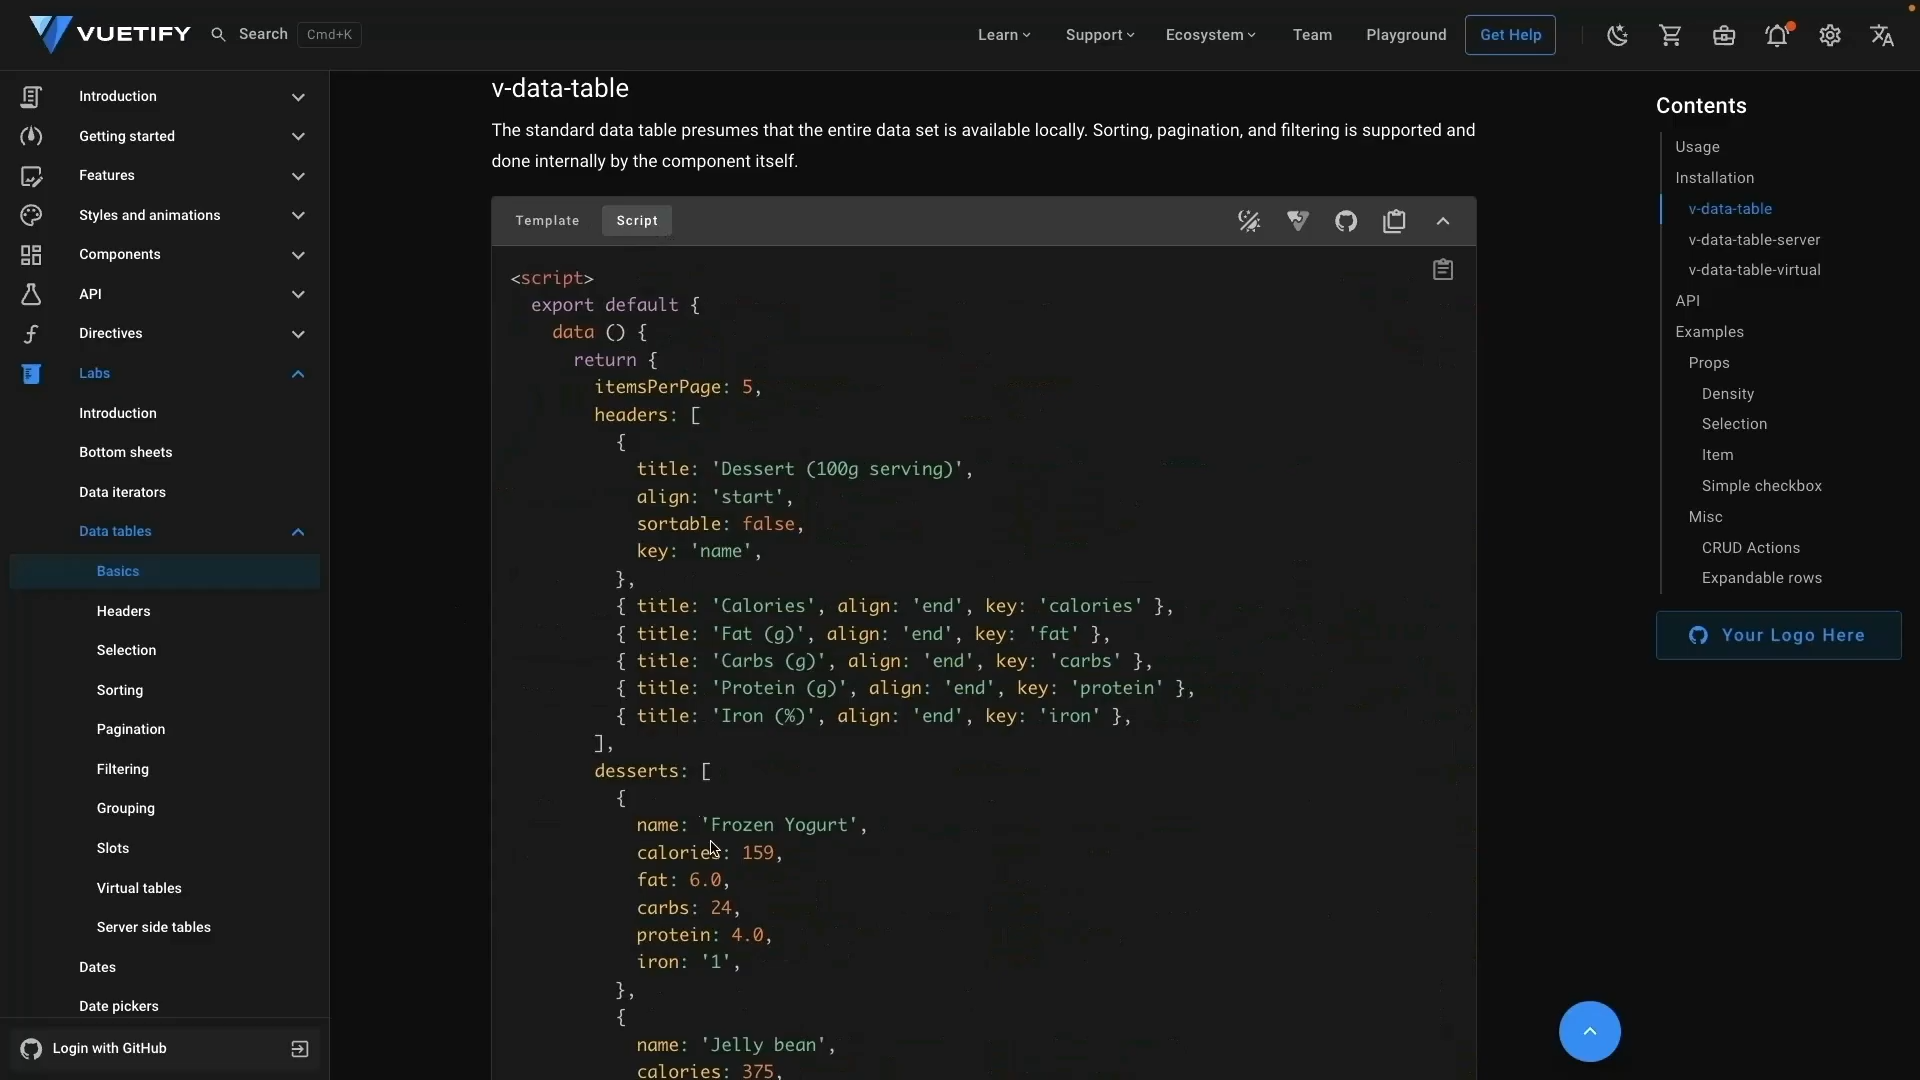 VUETIFY
Search
Cmd+K
Learn
Support
Ecosystem
Team
Playground
Get Help
Introduction
Getting started
Features
Styles and animations
Components
API
Directives
Labs
Introduction
Bottom sheets
Data iterators
Data tables
Basics
Headers
Selection
Sorting
Pagination
Filtering
Grouping
Slots
Virtual tables
Server side tables
Dates
Date pickers
Login with GitHub
v-data-table
The standard data table presumes that the entire data set is available locally. Sorting, pagination, and filtering is supported and
done internally by the component itself.
Template
Script
<script>
export default {
data () {
return {
itemsPerPage: 5,
headers: [
{
title: 'Dessert (100g serving)',
align: 'start',
sortable: false,
key: 'name',
},
{ title: 'Calories', align: 'end', key: 'calories' },
{ title: 'Fat (g)', align: 'end', key: 'fat' },
{ title: 'Carbs (g)', align: 'end', key: 'carbs' },
{ title: 'Protein (g)', align: 'end', key: 'protein' },
{ title: 'Iron (%)', align: 'end', key: 'iron' },
],
desserts: [
{
name: 'Frozen Yogurt',
calories: 159,
fat: 6.0,
carbs: 24,
protein: 4.0,
iron: '1',
},
{
name: 'Jelly bean',
calories: 375,
Contents
Usage
Installation
v-data-table
v-data-table-server
v-data-table-virtual
API
Examples
Props
Density
Selection
Item
Simple checkbox
Misc
CRUD Actions
Expandable rows
Your Logo Here